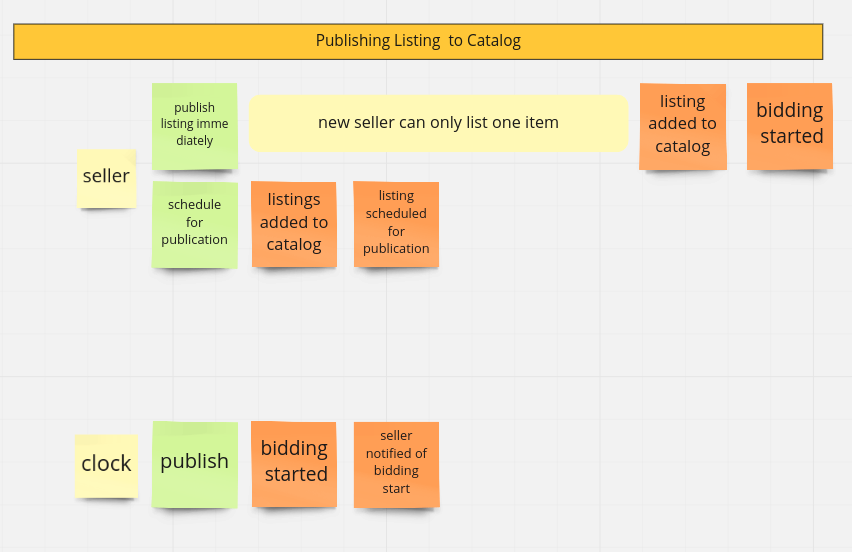 Publishing Listing to Catalog
publish
listing imme
diately
new seller can only list one item
listing
added to
catalog
bidding
started
seller
schedule
for
publication
listings
added to
catalog
listing
scheduled
for
publication
clock
publish
bidding
started
seller
notified of
bidding
start